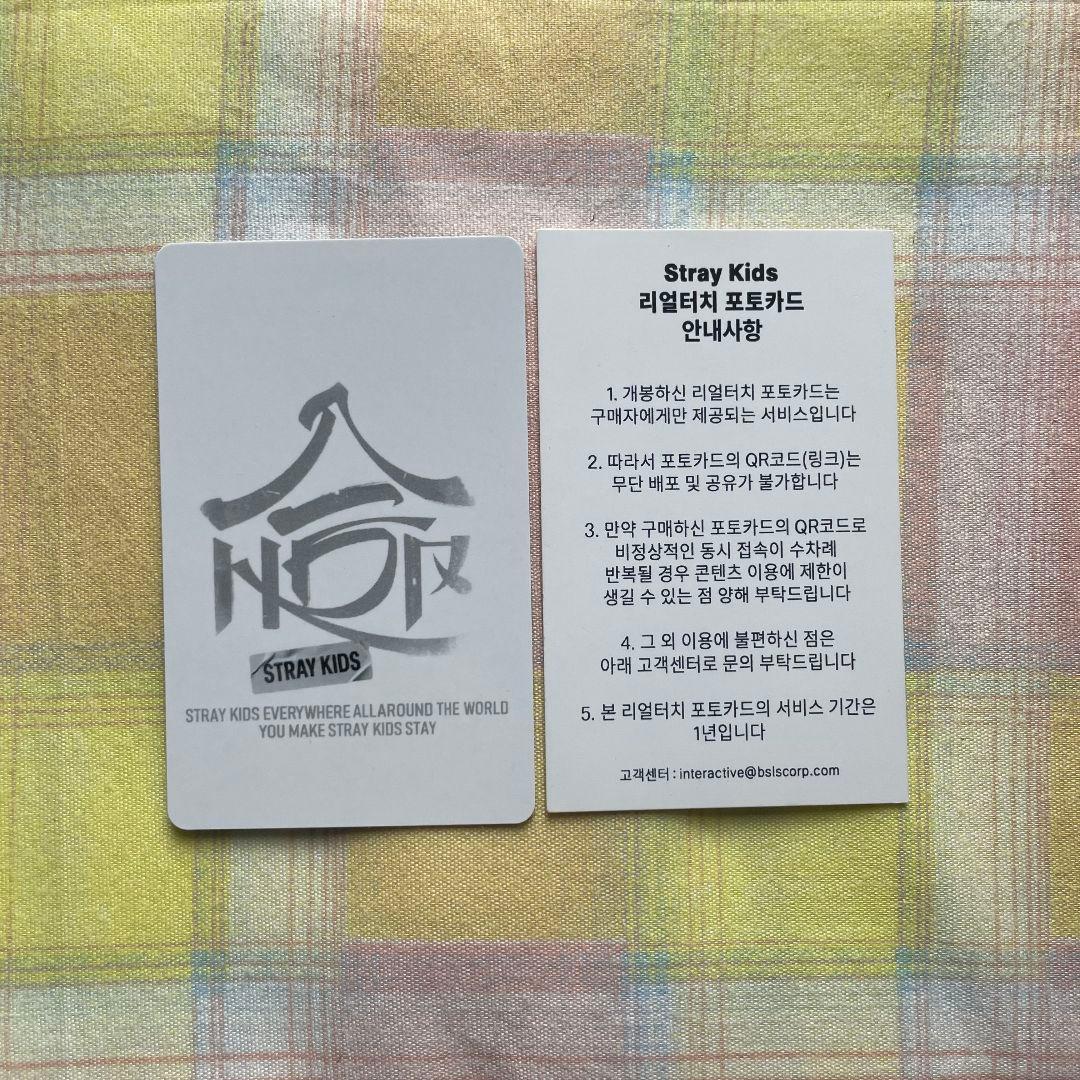 STRAY KIDS
STRAY KIDS EVERYWHERE ALL AROUND THE WORLD
YOU MAKE STRAY KIDS STAY
Stray Kids
리얼터치 포토카드
안내사항
1. 개봉하신 리얼터치 포토카드는
구매자에게만 제공되는 서비스입니다
2. 따라서 포토카드의 QR코드(링크)는
무단 배포 및 공유가 불가합니다
3. 만약 구매하신 포토카드의 QR코드로
비정상적인 동시 접속이 수차례
반복될 경우 콘텐츠 이용에 제한이
생길 수 있는 점 양해 부탁드립니다
4. 그 외 이용에 불편하신 점은
아래 고객센터로 문의 부탁드립니다
5. 본 리얼터치 포토카드의 서비스 기간은
1년입니다
고객센터 : interactive@bslscorp.com